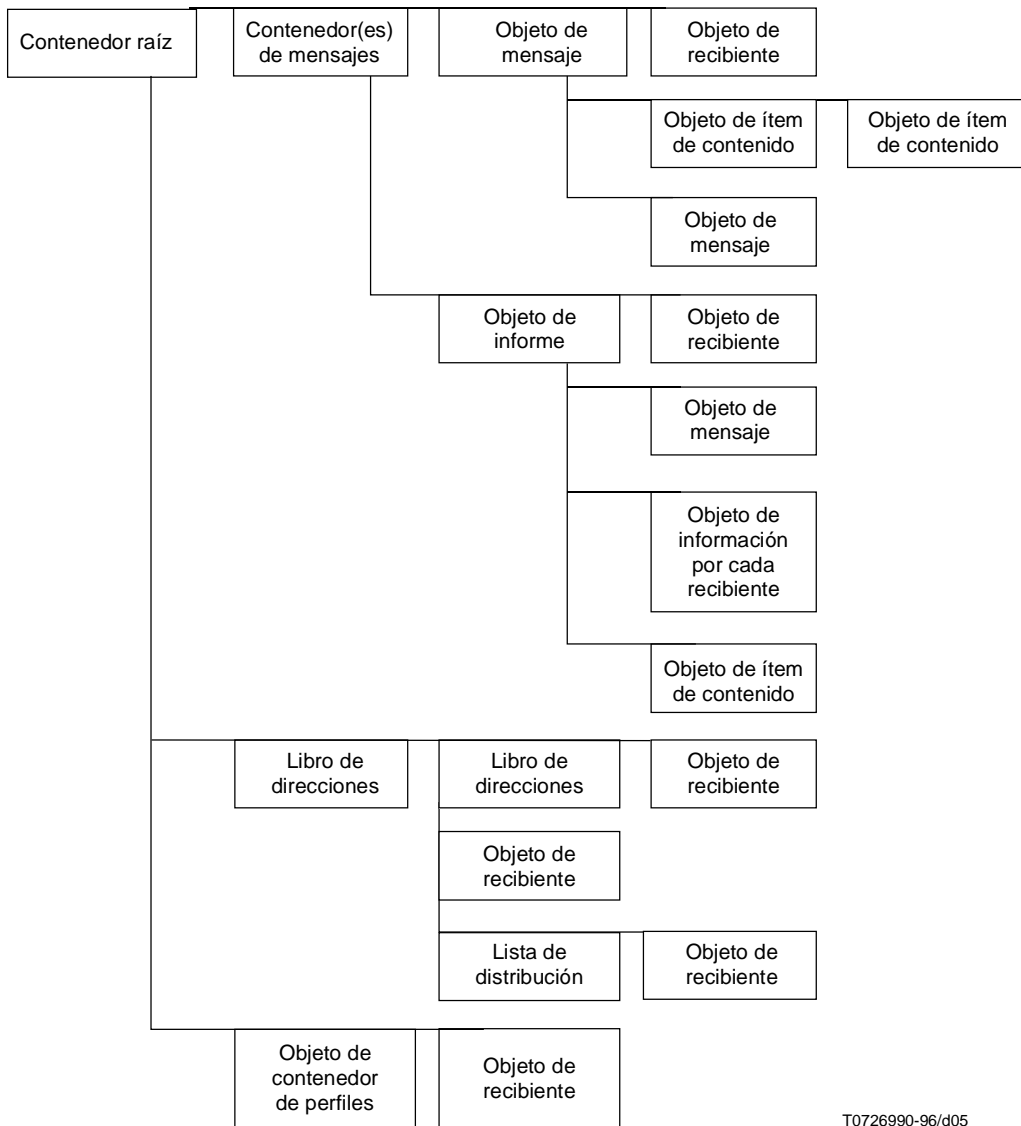 Contenedor raíz
Contenedor(es)
de mensajes
Objeto de
mensaje
Objeto de
recibiente
Objeto de ítem
de contenido
Objeto de ítem
de contenido
Objeto de
mensaje
Objeto de
informe
Objeto de
recibiente
Objeto de
mensaje
Objeto de
información
por cada
recibiente
Objeto de ítem
de contenido
Libro de
direcciones
Libro de
direcciones
Objeto de
recibiente
Objeto de
recibiente
Lista de
distribución
Objeto de
recibiente
Objeto de
contenedor
de perfiles
Objeto de
recibiente
T0726990-96/d05